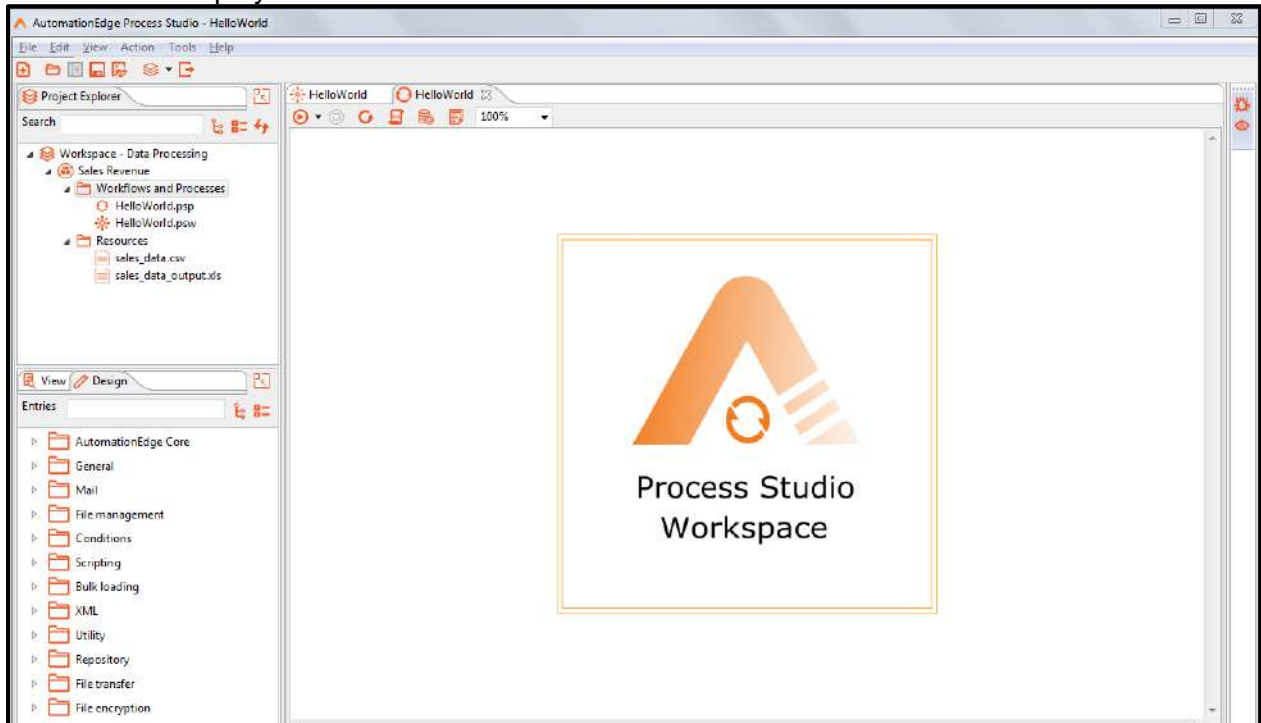 AutomationEdge Process Studio - HelloWorld
File Edit View Action Tools Help
Project Explorer
Search
Workspace - Data Processing
Sales Revenue
Workflows and Processes
HelloWorld.psp
HelloWorld.psw
Resources
sales_data.csv
sales_data_output.xls
View Design
Entries
AutomationEdge Core
General
Mail
File management
Conditions
Scripting
Bulk loading
XML
Utility
Repository
File transfer
File encryption
HelloWorld HelloWorld
100%
Process Studio
Workspace